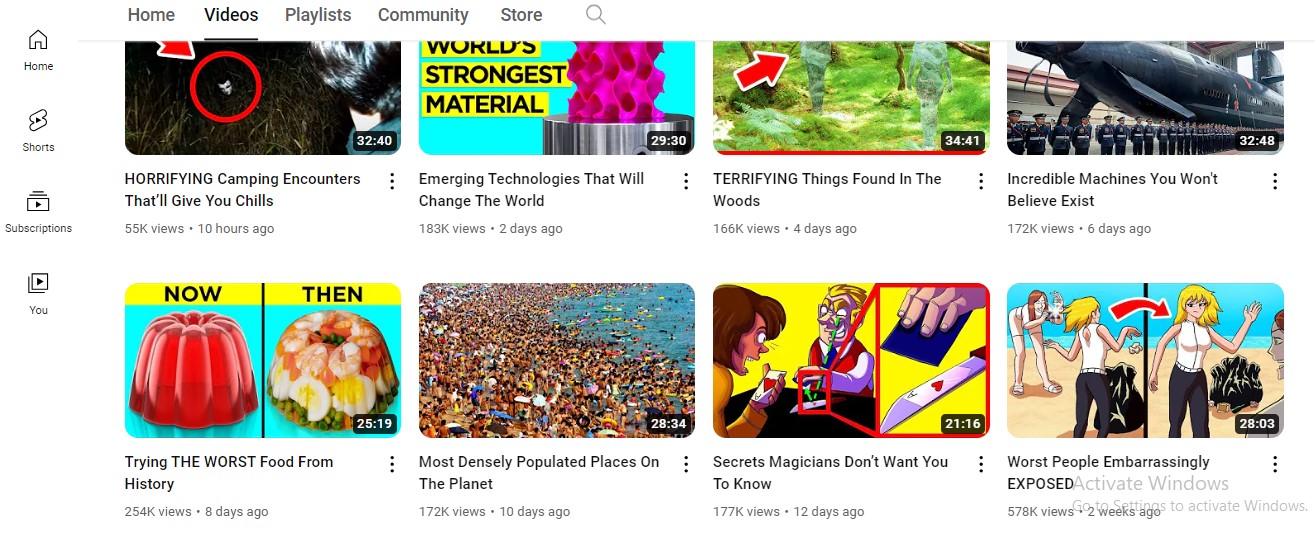 Home Videos Playlists Community Store
Home
Shorts
Subscriptions
You
WORLD'S
STRONGEST
MATERIAL
32:40
29:30
34:41
32:48
HORRIFYING Camping Encounters
That’ll Give You Chills
55K views • 10 hours ago
Emerging Technologies That Will
Change The World
183K views • 2 days ago
TERRIFYING Things Found In The
Woods
166K views • 4 days ago
Incredible Machines You Won't
Believe Exist
172K views • 6 days ago
NOW THEN
25:19
28:34
21:16
28:03
Trying THE WORST Food From
History
254K views • 8 days ago
Most Densely Populated Places On
The Planet
172K views • 10 days ago
Secrets Magicians Don’t Want You
To Know
177K views • 12 days ago
Worst People Embarrassingly
EXPOSED
578K views • 2 weeks ago
Activate Windows
Go to Settings to activate Windows.